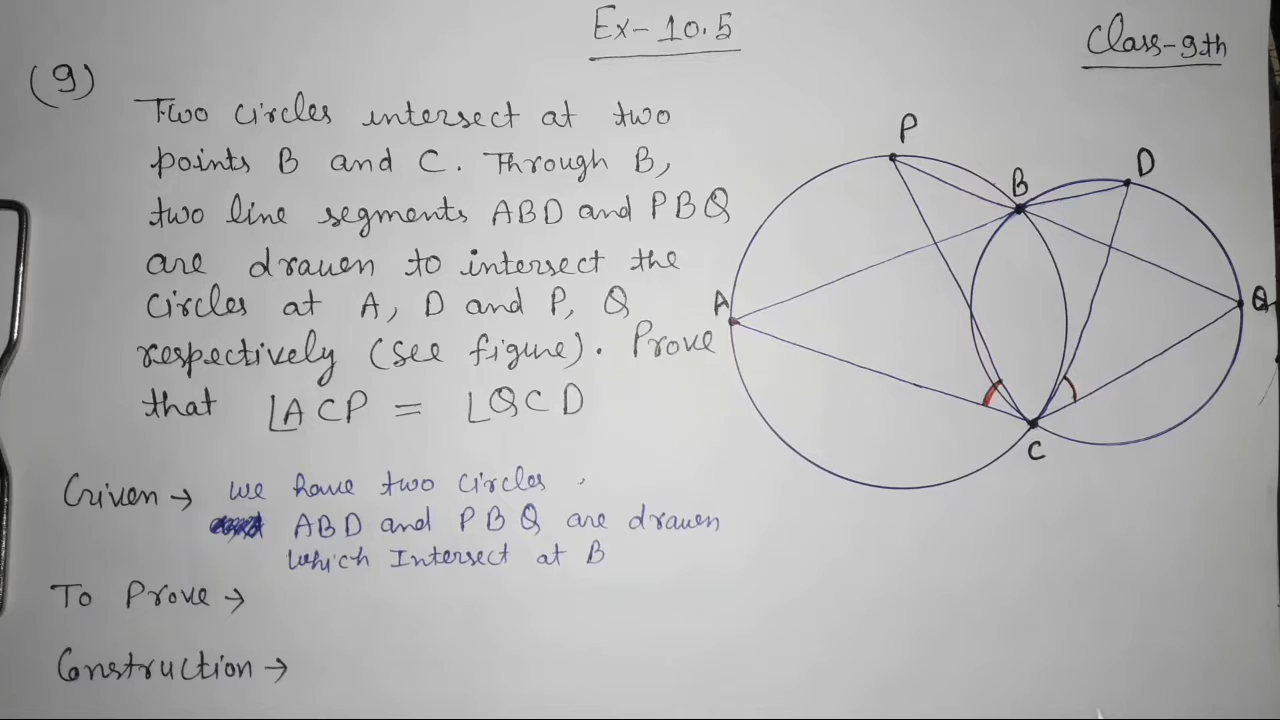 Ex-10.5
Class-9th
(9)
Two circles intersect at two
points B and C. Through B,
two line segments ABD and PBQ
are drawen to intersect the
circles at A, D and P, Q
respectively (see figure). Prove
that ∠ACP = ∠QCD
P
B
D
A
Q
C
Given → we have two circles,
ABD and PBQ are drawen
which Intersect at B
To Prove →
Construction →